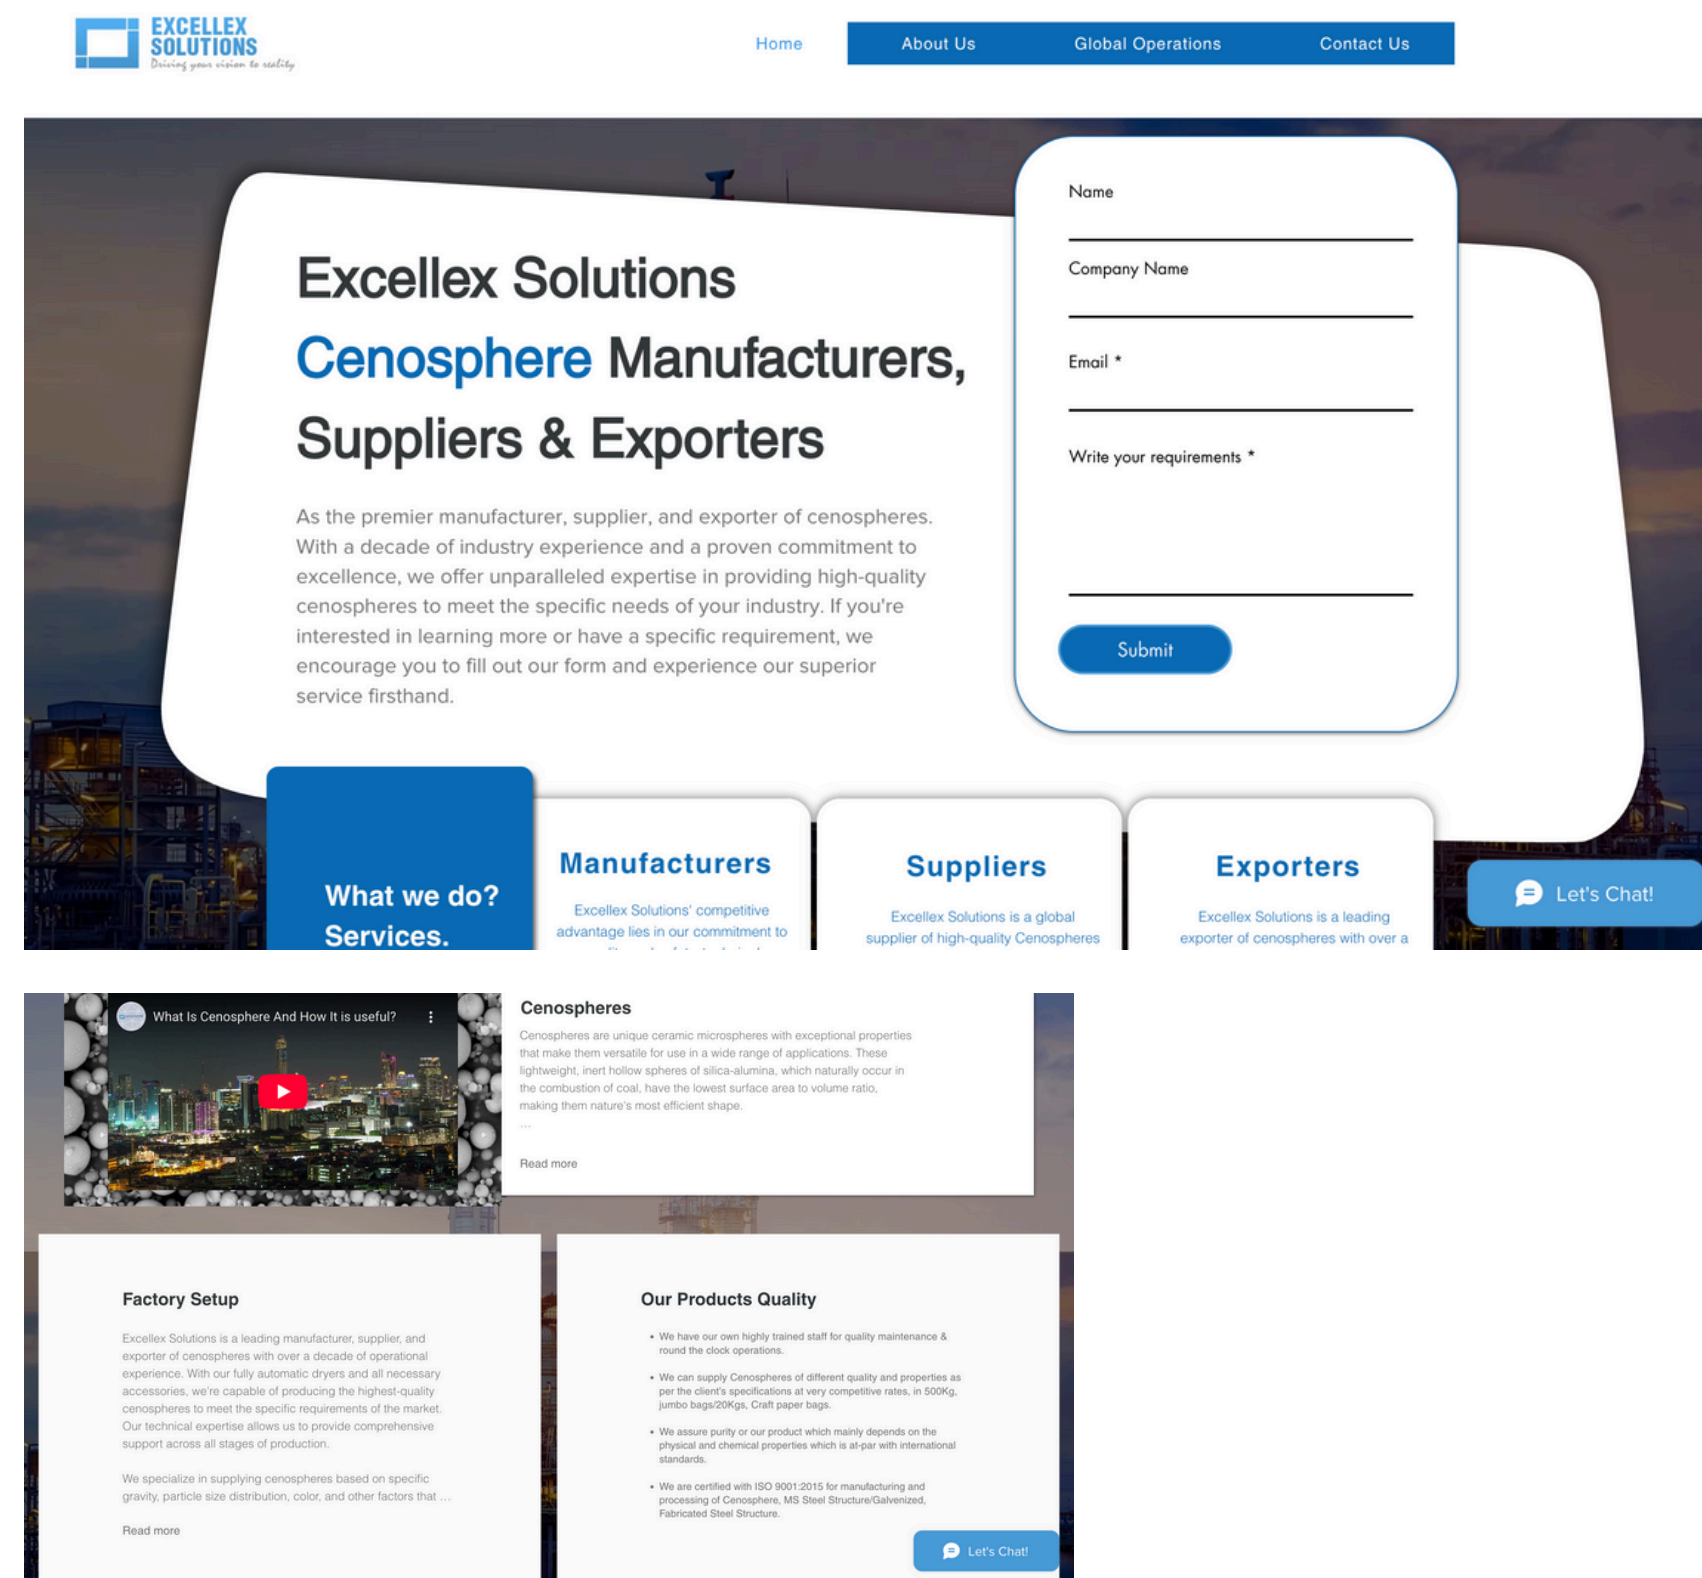 EXCELLEX
SOLUTIONS
Driving your vision to reality
Home
About Us
Global Operations
Contact Us
Excellex Solutions
Cenosphere Manufacturers,
Suppliers & Exporters
As the premier manufacturer, supplier, and exporter of cenospheres.
With a decade of industry experience and a proven commitment to
excellence, we offer unparalleled expertise in providing high-quality
cenospheres to meet the specific needs of your industry. If you're
interested in learning more or have a specific requirement, we
encourage you to fill out our form and experience our superior
service firsthand.
Name
Company Name
Email *
Write your requirements *
Submit
What we do?
Services.
Manufacturers
Excellex Solutions' competitive
advantage lies in our commitment to
Suppliers
Excellex Solutions is a global
supplier of high-quality Cenospheres
Exporters
Excellex Solutions is a leading
exporter of cenospheres with over a
Let's Chat!
What Is Cenosphere And How It is useful?
Cenospheres
Cenospheres are unique ceramic microspheres with exceptional properties
that make them versatile for use in a wide range of applications. These
lightweight, inert hollow spheres of silica-alumina, which naturally occur in
the combustion of coal, have the lowest surface area to volume ratio,
making them nature's most efficient shape.
...
Read more
Factory Setup
Excellex Solutions is a leading manufacturer, supplier, and
exporter of cenospheres with over a decade of operational
experience. With our fully automatic dryers and all necessary
accessories, we're capable of producing the highest-quality
cenospheres to meet the specific requirements of the market.
Our technical expertise allows us to provide comprehensive
support across all stages of production.
We specialize in supplying cenospheres based on specific
gravity, particle size distribution, color, and other factors that ...
Read more
Our Products Quality
• We have our own highly trained staff for quality maintenance &
round the clock operations.
• We can supply Cenospheres of different quality and properties as
per the client's specifications at very competitive rates, in 500Kg,
jumbo bags/20Kgs, Craft paper bags.
• We assure purity or our product which mainly depends on the
physical and chemical properties which is at-par with international
standards.
• We are certified with ISO 9001:2015 for manufacturing and
processing of Cenosphere, MS Steel Structure/Galvenized,
Fabricated Steel Structure.
Let's Chat!